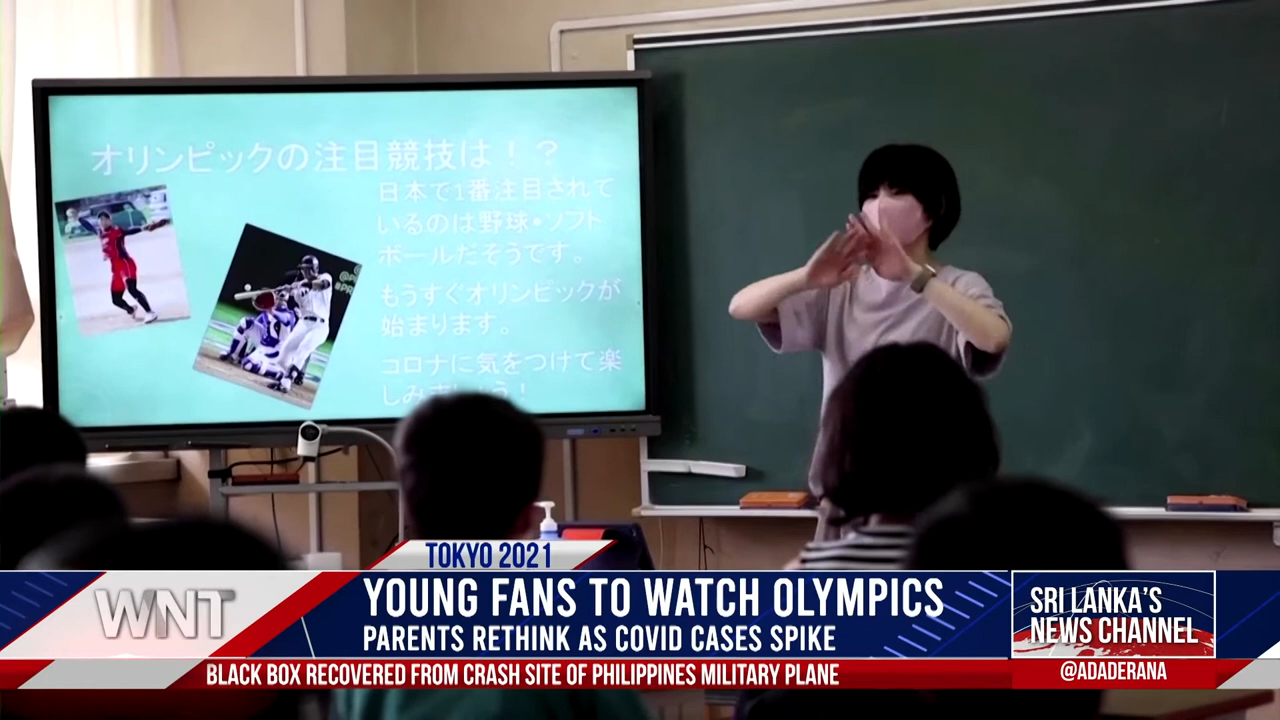 オリンピックの注目競技は！？
日本で1番注目されて
いるのは野球・ソフト
ボールだそうです。
もうすぐオリンピックが
始まります。
コロナに気をつけて楽
しみましょう！
TOKYO 2021
WNT
YOUNG FANS TO WATCH OLYMPICS
PARENTS RETHINK AS COVID CASES SPIKE
SRI LANKA'S
NEWS CHANNEL
BLACK BOX RECOVERED FROM CRASH SITE OF PHILIPPINES MILITARY PLANE
@ADADERANA